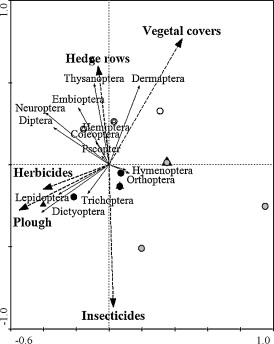 1.0
Vegetal covers
Hedge rows
Thysanoptera
Dermaptera
Embioptera
Neuroptera
Diptera
Hemiptera
Coleoptera
Psocopter
Hymenoptera
Herbicides
Orthoptera
Lepidoptera
Trichoptera
Dictyoptera
Plough
Insecticides
-1.0
-0.6
1.0